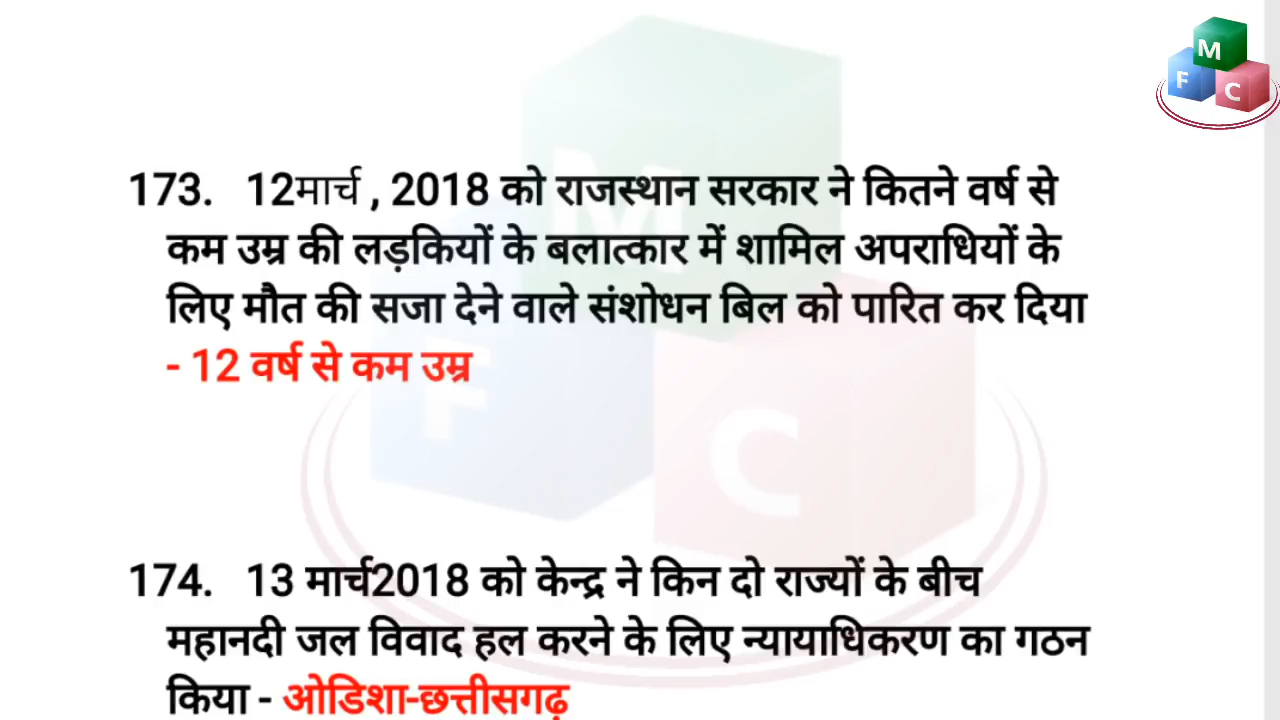 M
F C
173. 12मार्च , 2018 को राजस्थान सरकार ने कितने वर्ष से
कम उम्र की लड़कियों के बलात्कार में शामिल अपराधियों के
लिए मौत की सजा देने वाले संशोधन बिल को पारित कर दिया
- 12 वर्ष से कम उम्र
174. 13 मार्च2018 को केन्द्र ने किन दो राज्यों के बीच
महानदी जल विवाद हल करने के लिए न्यायाधिकरण का गठन
किया - ओडिशा-छत्तीसगढ़
M
F
C